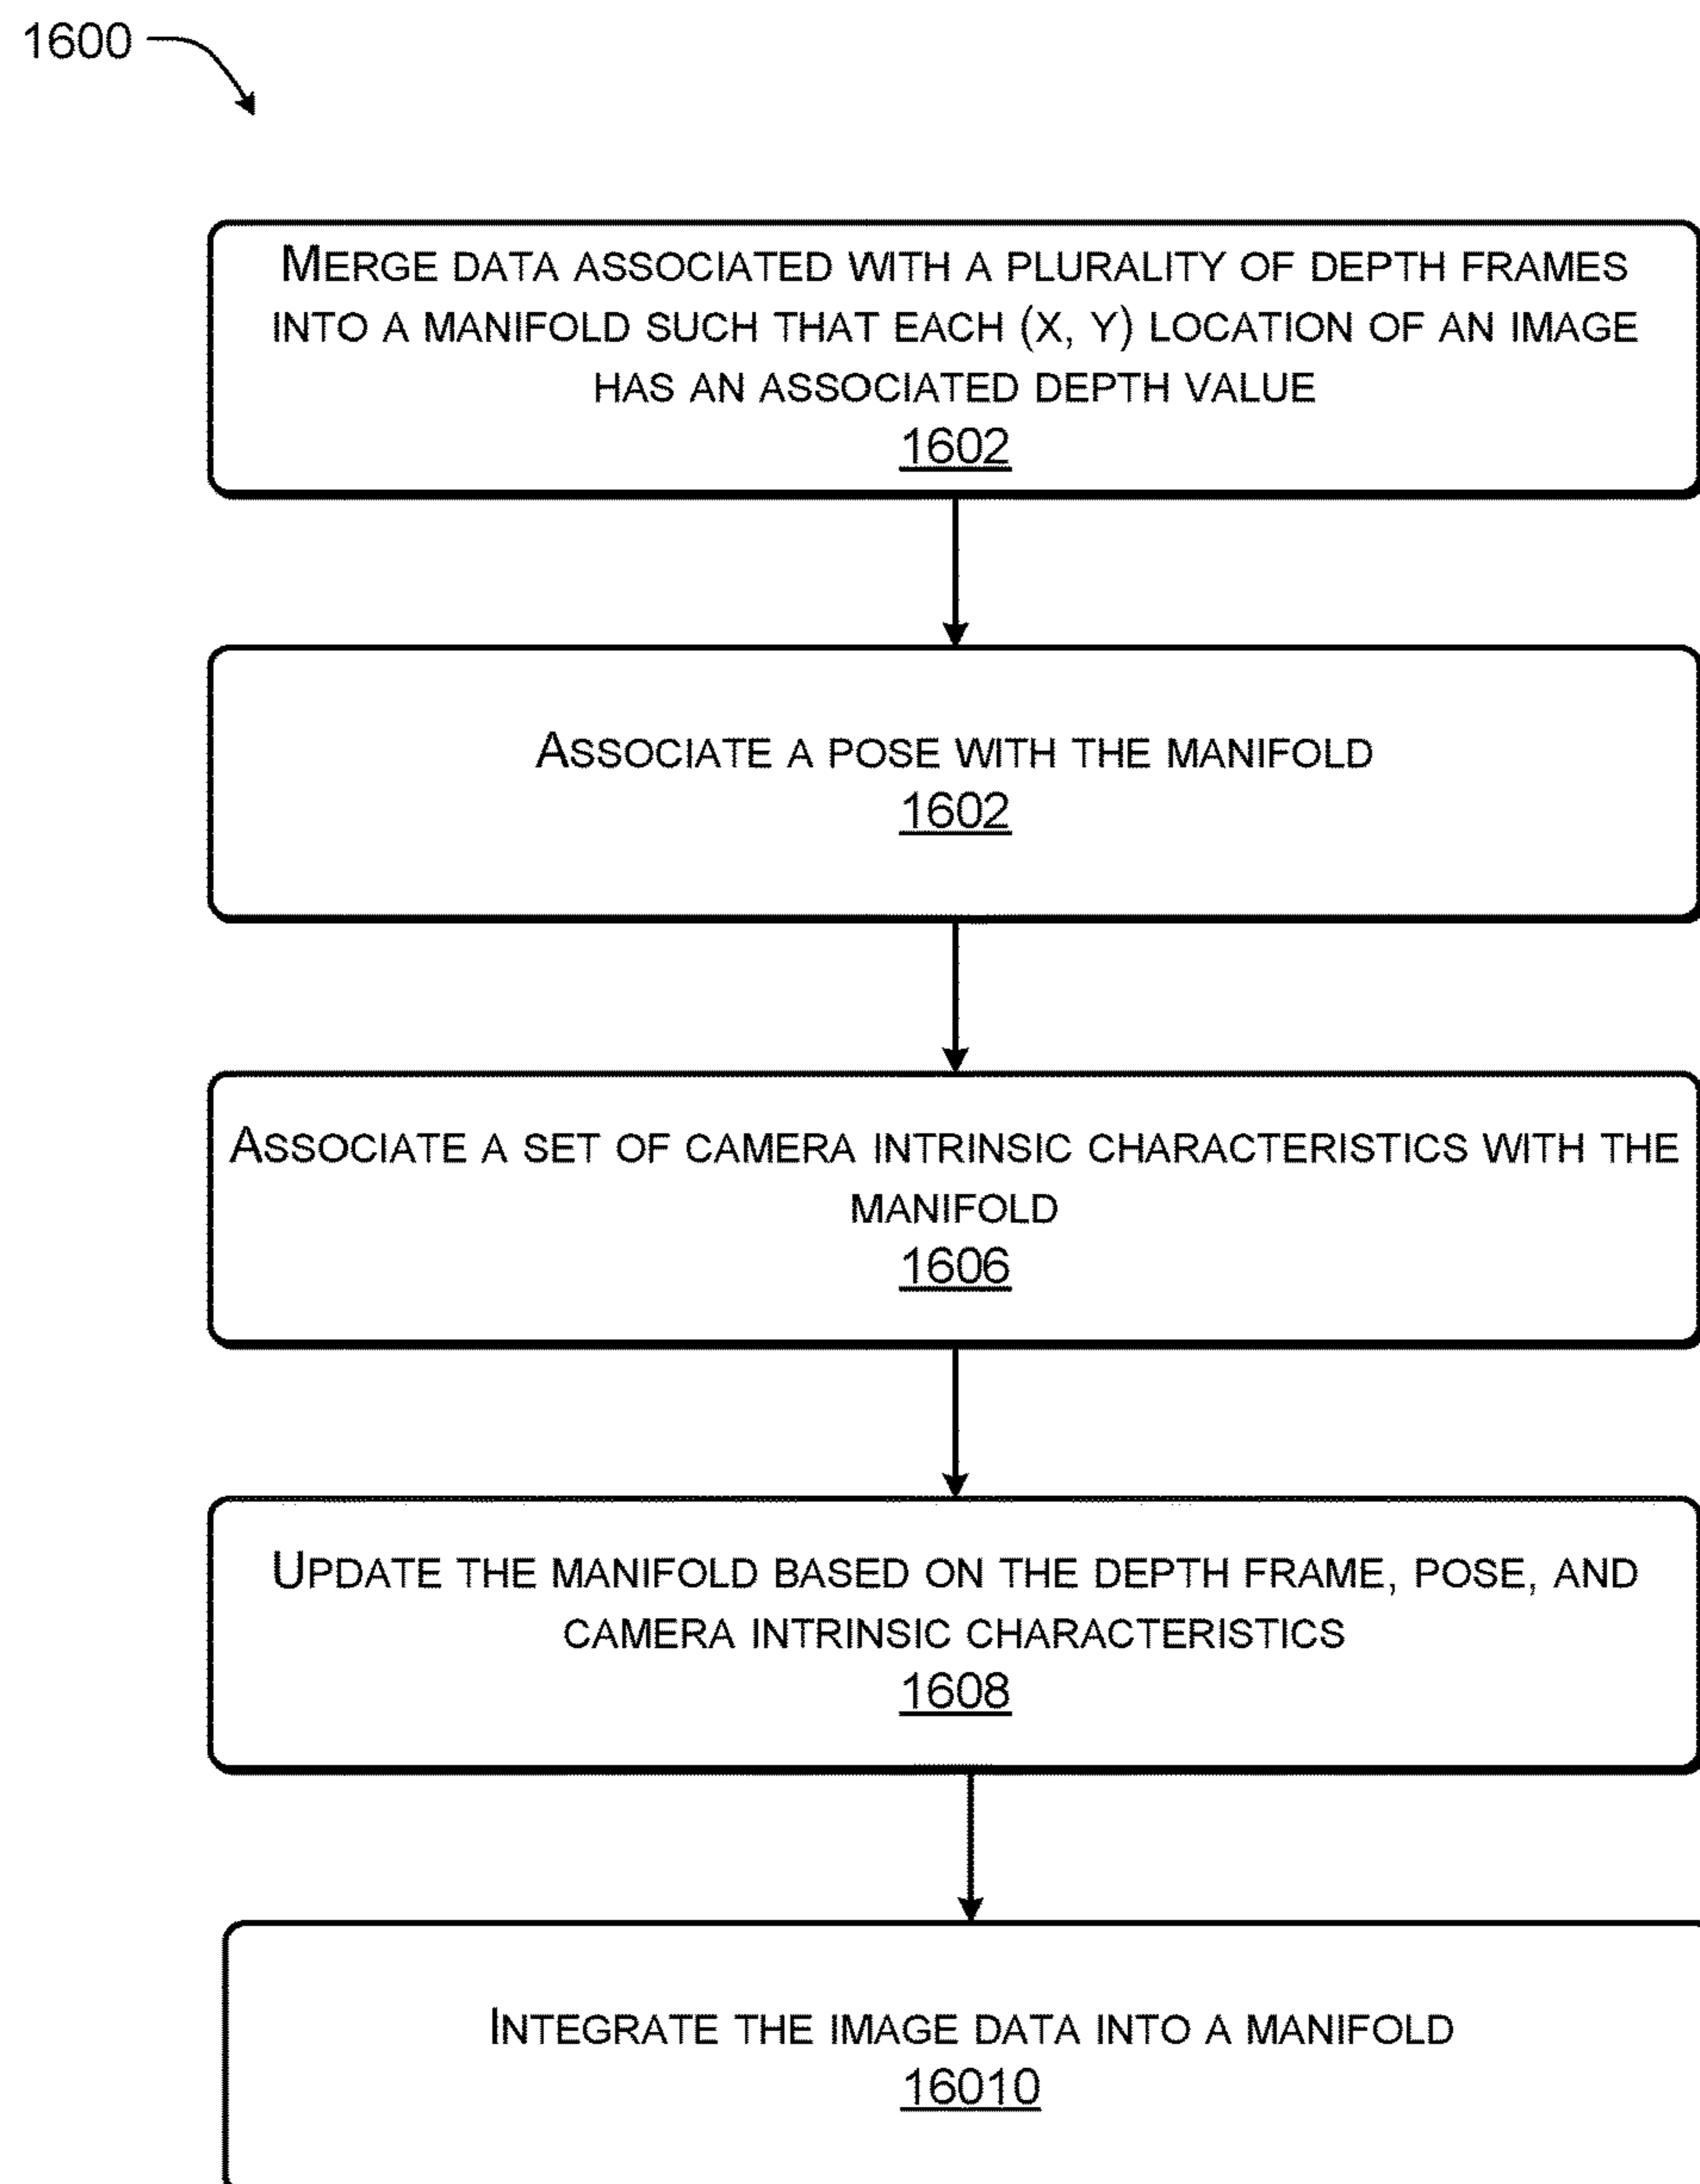 1600
MERGE DATA ASSOCIATED WITH A PLURALITY OF DEPTH FRAMES
INTO A MANIFOLD SUCH THAT EACH (X, Y) LOCATION OF AN IMAGE
HAS AN ASSOCIATED DEPTH VALUE
1602
ASSOCIATE A POSE WITH THE MANIFOLD
1602
ASSOCIATE A SET OF CAMERA INTRINSIC CHARACTERISTICS WITH THE
MANIFOLD
1606
UPDATE THE MANIFOLD BASED ON THE DEPTH FRAME, POSE, AND
CAMERA INTRINSIC CHARACTERISTICS
1608
INTEGRATE THE IMAGE DATA INTO A MANIFOLD
16010